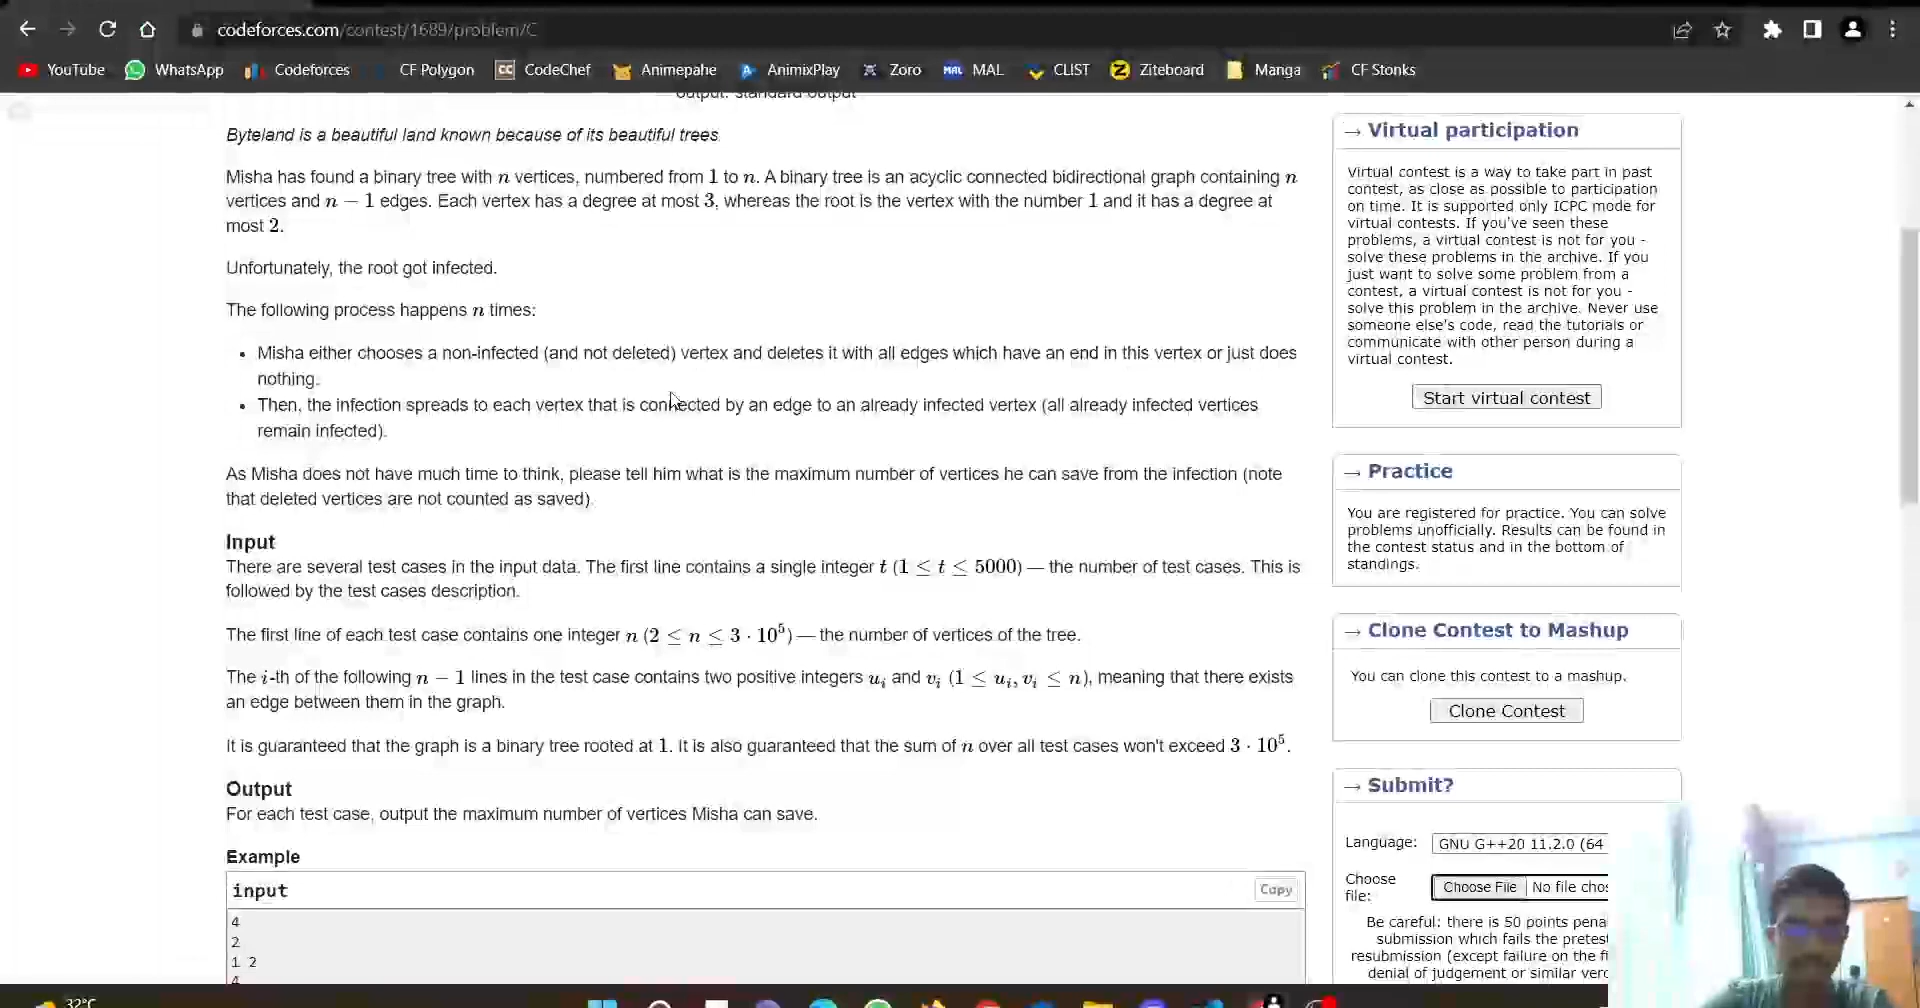 codeforces.com/contest/1689/problem/C
YouTube WhatsApp Codeforces CF Polygon CodeChef Animepahe AnimixPlay Zoro MAL CLIST Ziteboard Manga CF Stonks
output: standard output
Byteland is a beautiful land known because of its beautiful trees.
Misha has found a binary tree with n vertices, numbered from 1 to n. A binary tree is an acyclic connected bidirectional graph containing n
vertices and n − 1 edges. Each vertex has a degree at most 3, whereas the root is the vertex with the number 1 and it has a degree at
most 2.
Unfortunately, the root got infected.
The following process happens n times:
• Misha either chooses a non-infected (and not deleted) vertex and deletes it with all edges which have an end in this vertex or just does
nothing.
• Then, the infection spreads to each vertex that is connected by an edge to an already infected vertex (all already infected vertices
remain infected).
As Misha does not have much time to think, please tell him what is the maximum number of vertices he can save from the infection (note
that deleted vertices are not counted as saved).
Input
There are several test cases in the input data. The first line contains a single integer t (1 ≤ t ≤ 5000) — the number of test cases. This is
followed by the test cases description.
The first line of each test case contains one integer n (2 ≤ n ≤ 3 · 10⁵) — the number of vertices of the tree.
The i-th of the following n − 1 lines in the test case contains two positive integers uᵢ and vᵢ (1 ≤ uᵢ, vᵢ ≤ n), meaning that there exists
an edge between them in the graph.
It is guaranteed that the graph is a binary tree rooted at 1. It is also guaranteed that the sum of n over all test cases won't exceed 3 · 10⁵.
Output
For each test case, output the maximum number of vertices Misha can save.
Example
input
Copy
4
2
1 2
4
→ Virtual participation
Virtual contest is a way to take part in past
contest, as close as possible to participation
on time. It is supported only ICPC mode for
virtual contests. If you've seen these
problems, a virtual contest is not for you -
solve these problems in the archive. If you
just want to solve some problem from a
contest, a virtual contest is not for you -
solve this problem in the archive. Never use
someone else's code, read the tutorials or
communicate with other person during a
virtual contest.
Start virtual contest
→ Practice
You are registered for practice. You can solve
problems unofficially. Results can be found in
the contest status and in the bottom of
standings.
→ Clone Contest to Mashup
You can clone this contest to a mashup.
Clone Contest
→ Submit?
Language: GNU G++20 11.2.0 (64
Choose
file:
Choose File No file chos
Be careful: there is 50 points pena
submission which fails the pretest
resubmission (except failure on the fi
denial of judgement or similar verd
32°C